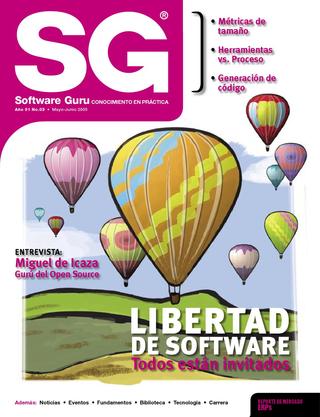 SG®
Software Guru CONOCIMIENTO EN PRÁCTICA
Año 01 No.03 • Mayo-Junio 2005
• Métricas de
tamaño
• Herramientas
vs. Proceso
• Generación de
código
ENTREVISTA:
Miguel de Icaza
Gurú del Open Source
LIBERTAD
DE SOFTWARE
Todos están invitados
Además: Noticias • Eventos • Fundamentos • Biblioteca • Tecnología • Carrera
REPORTE DE MERCADO
ERPs